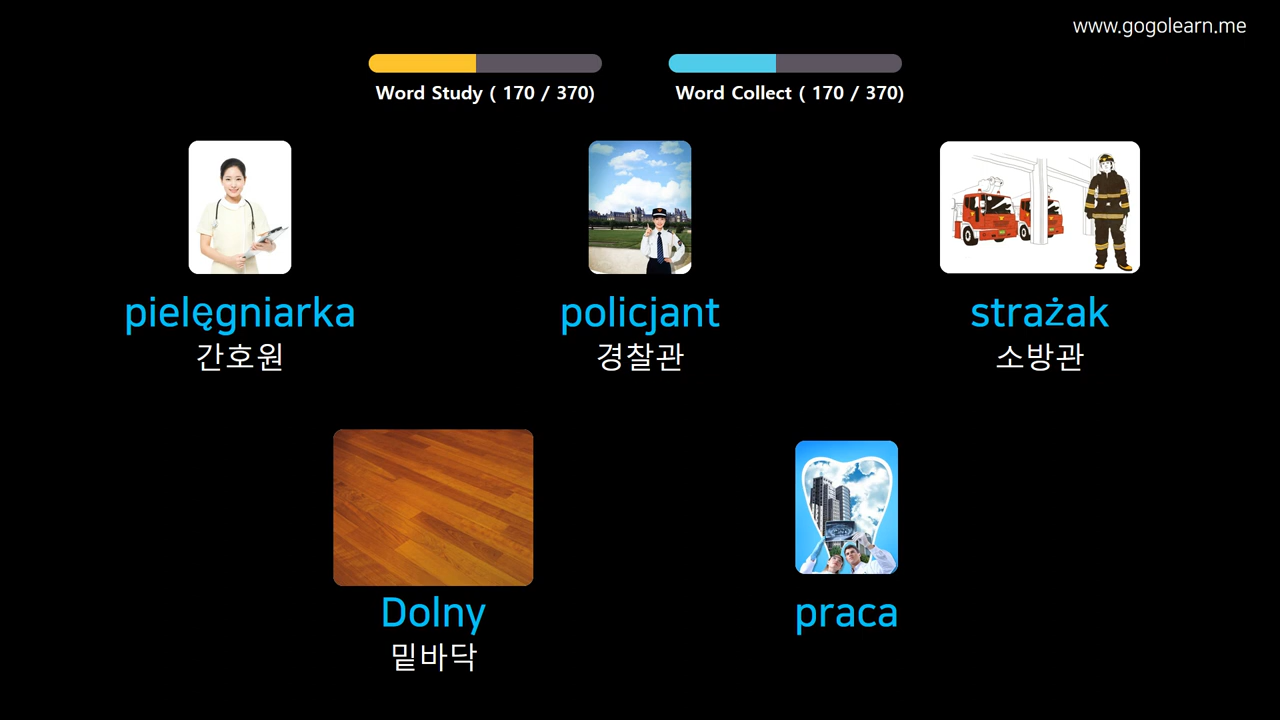 www.gogolearn.me
Word Study ( 170 / 370)
Word Collect ( 170 / 370)
pielęgniarka
간호원
policjant
경찰관
strażak
소방관
Dolny
밑바닥
praca